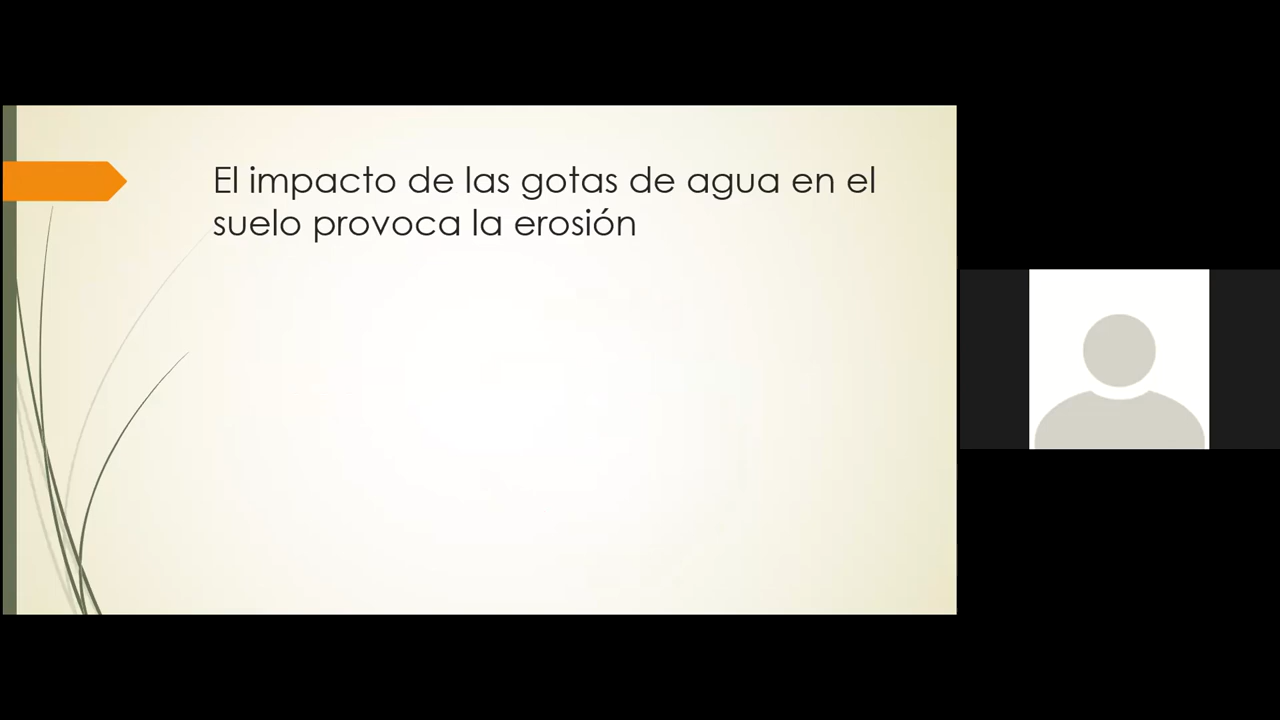 El impacto de las gotas de agua en el
suelo provoca la erosión